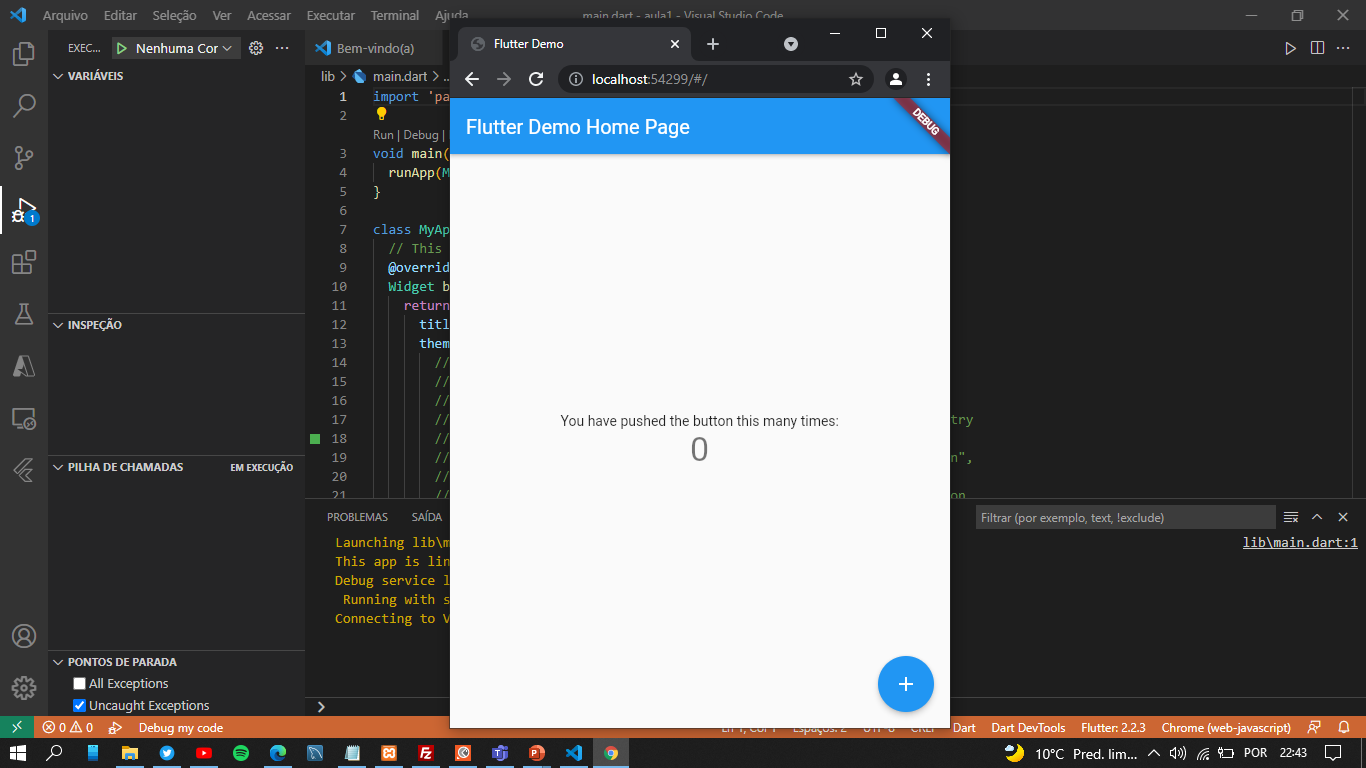 Arquivo Editar Seleção Ver Acessar Executar Terminal Ajuda main.dart - aula1 - Visual Studio Code
EXEC... Nenhuma Cor
Bem-vindo(a)
Flutter Demo
localhost:54299/#/
VARIÁVEIS
lib > main.dart > ...
1 import 'pa
2
Run | Debug |
3 void main(
4 runApp(M
5 }
6
7 class MyAp
8 // This
9 @overrid
10 Widget b
11 return
12 titl
13 them
14 //
15 //
16 //
17 // try
18 //
19 // n",
20 //
21 // on
Flutter Demo Home Page
DEBUG
You have pushed the button this many times:
0
+
INSPEÇÃO
PILHA DE CHAMADAS EM EXECUÇÃO
PONTOS DE PARADA
All Exceptions
Uncaught Exceptions
PROBLEMAS SAÍDA
Filtrar (por exemplo, text, !exclude)
Launching lib\m
lib\main.dart:1
This app is lin
Debug service l
Running with s
Connecting to V
1
0 0 Debug my code
Dart Dart DevTools Flutter: 2.2.3 Chrome (web-javascript)
10°C Pred. lim... POR 22:43